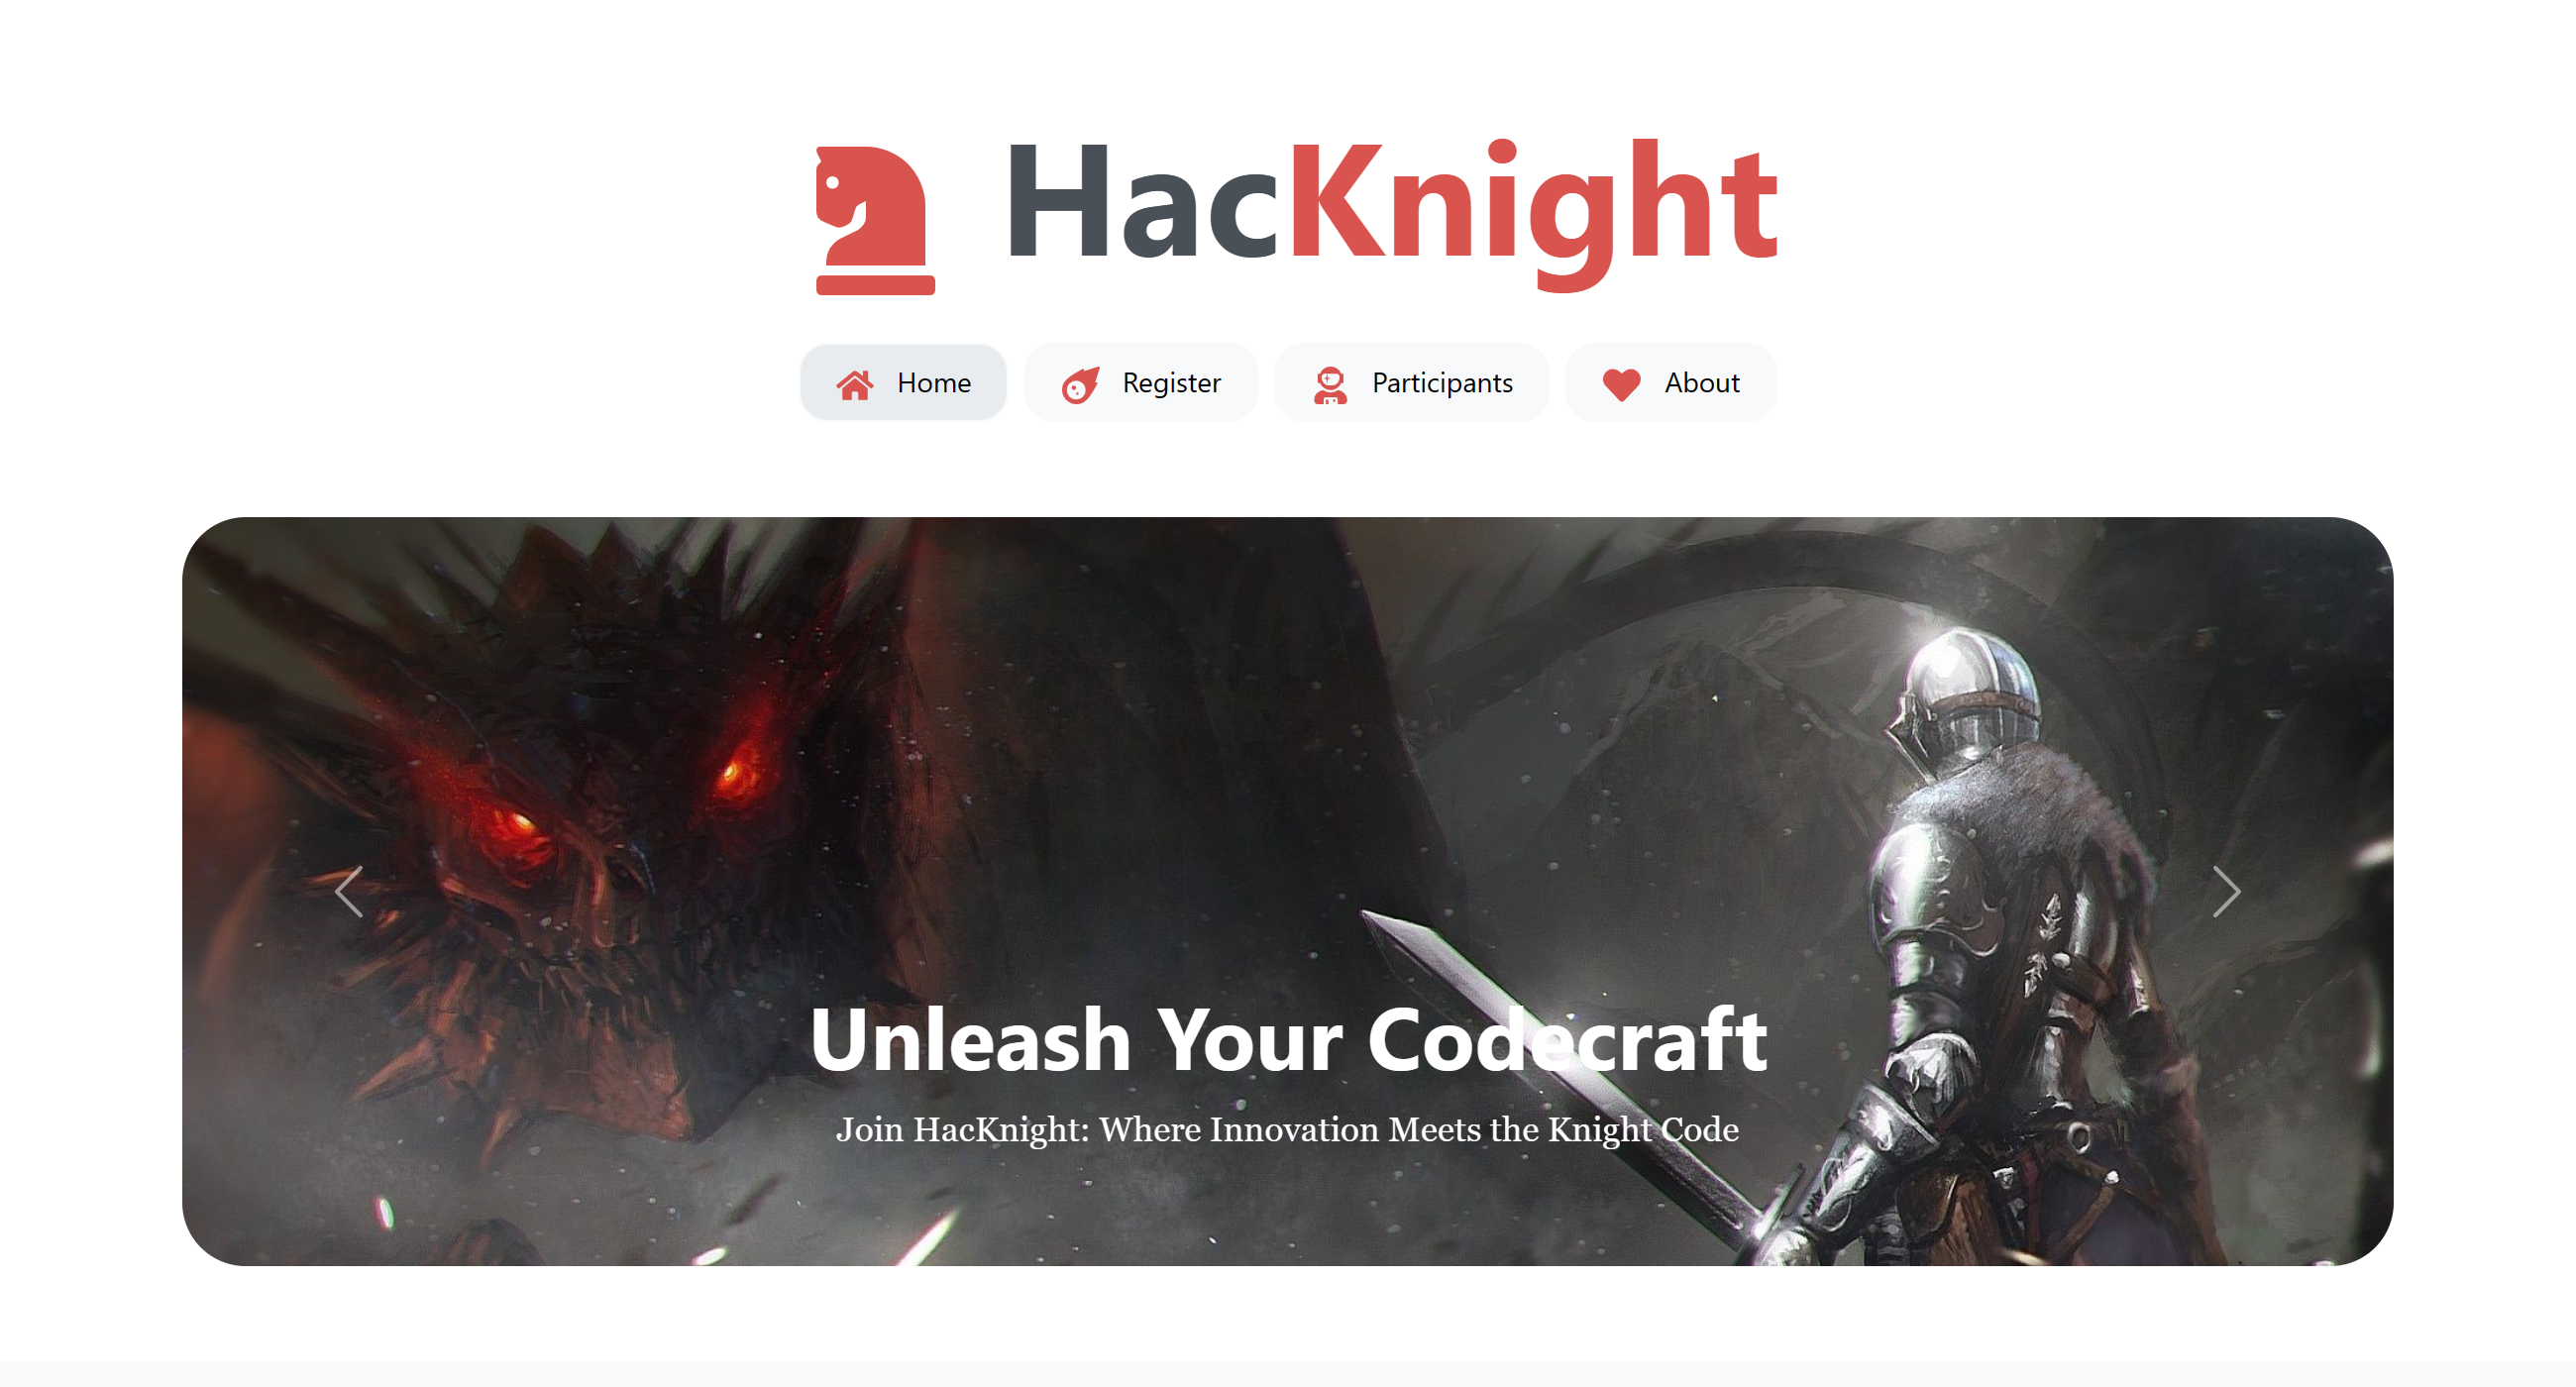 HacKnight
Home
Register
Participants
About
Unleash Your Codecraft
Join HacKnight: Where Innovation Meets the Knight Code